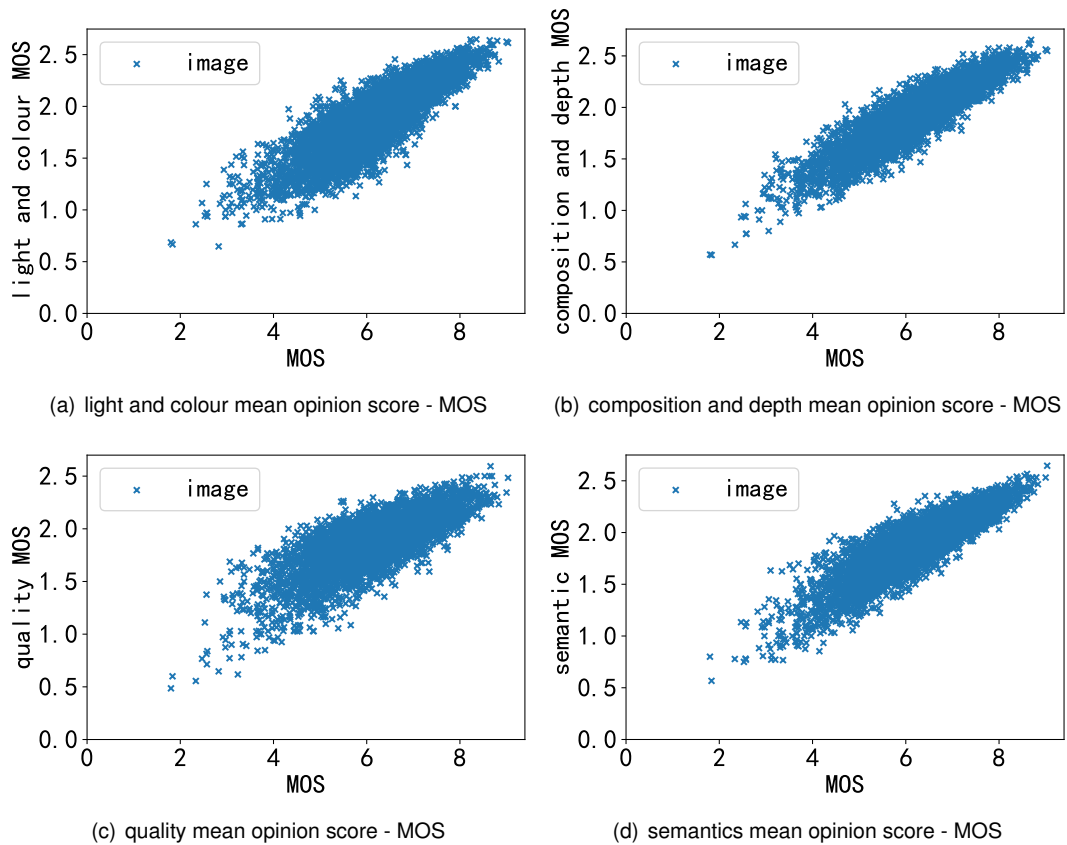 light and colour MOS
2.5
2.0
1.5
1.0
0.5
0.0
image
0 2 4 6 8
MOS
composition and depth MOS
2.5
2.0
1.5
1.0
0.5
0.0
image
0 2 4 6 8
MOS
(a) light and colour mean opinion score - MOS
(b) composition and depth mean opinion score - MOS
quality MOS
2.5
2.0
1.5
1.0
0.5
0.0
image
0 2 4 6 8
MOS
semantic MOS
2.5
2.0
1.5
1.0
0.5
0.0
image
0 2 4 6 8
MOS
(c) quality mean opinion score - MOS
(d) semantics mean opinion score - MOS